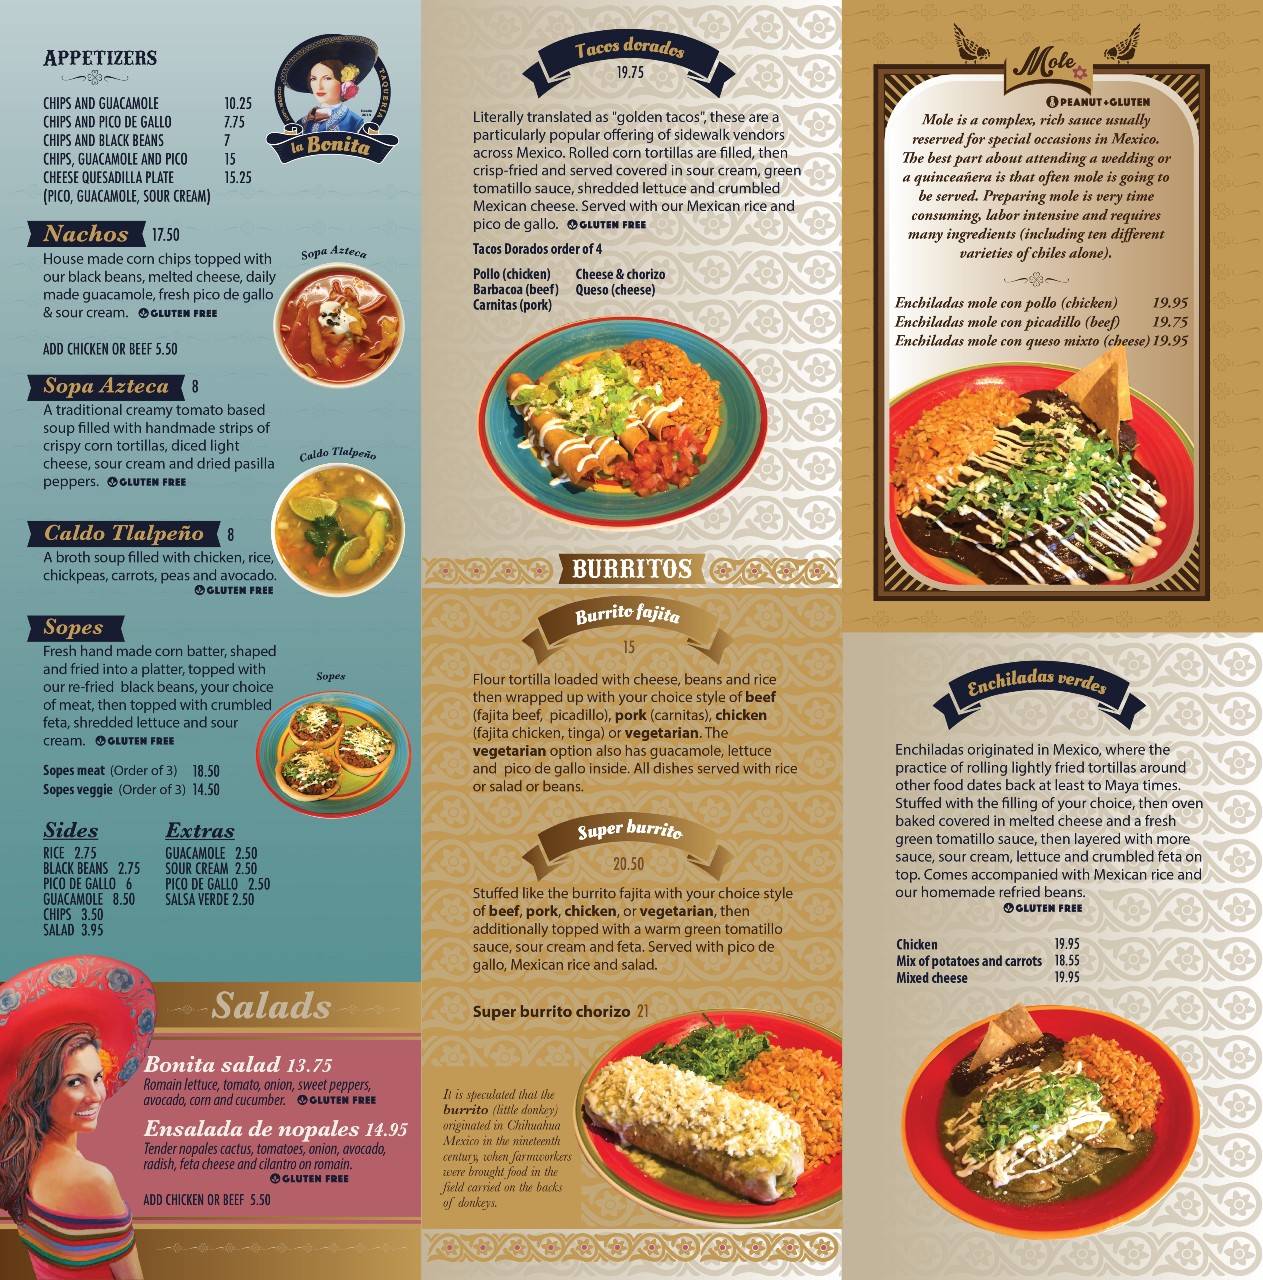 APPETIZERS
CHIPS AND GUACAMOLE 10.25
CHIPS AND PICO DE GALLO 7.75
CHIPS AND BLACK BEANS 7
CHIPS, GUACAMOLE AND PICO 15
CHEESE QUESADILLA PLATE 15.25
(PICO, GUACAMOLE, SOUR CREAM)
TAQUERIA
la Bonita
Nachos 17.50
House made corn chips topped with
our black beans, melted cheese, daily
made guacamole, fresh pico de gallo
& sour cream. GLUTEN FREE
ADD CHICKEN OR BEEF 5.50
Sopa Azteca
Sopa Azteca 8
A traditional creamy tomato based
soup filled with handmade strips of
crispy corn tortillas, diced light
cheese, sour cream and dried pasilla
peppers. GLUTEN FREE
Caldo Tlalpeño
Caldo Tlalpeño 8
A broth soup filled with chicken, rice,
chickpeas, carrots, peas and avocado.
GLUTEN FREE
Sopes
Fresh hand made corn batter, shaped
and fried into a platter, topped with
our re-fried black beans, your choice
of meat, then topped with crumbled
feta, shredded lettuce and sour
cream. GLUTEN FREE
Sopes
Sopes meat (Order of 3) 18.50
Sopes veggie (Order of 3) 14.50
Sides
RICE 2.75
BLACK BEANS 2.75
PICO DE GALLO 6
GUACAMOLE 8.50
CHIPS 3.50
SALAD 3.95
Extras
GUACAMOLE 2.50
SOUR CREAM 2.50
PICO DE GALLO 2.50
SALSA VERDE 2.50
Salads
Bonita salad 13.75
Romain lettuce, tomato, onion, sweet peppers,
avocado, corn and cucumber. GLUTEN FREE
Ensalada de nopales 14.95
Tender nopales cactus, tomatoes, onion, avocado,
radish, feta cheese and cilantro on romain.
GLUTEN FREE
ADD CHICKEN OR BEEF 5.50
Tacos dorados
19.75
Literally translated as "golden tacos", these are a
particularly popular offering of sidewalk vendors
across Mexico. Rolled corn tortillas are filled, then
crisp-fried and served covered in sour cream, green
tomatillo sauce, shredded lettuce and crumbled
Mexican cheese. Served with our Mexican rice and
pico de gallo. GLUTEN FREE
Tacos Dorados order of 4
Pollo (chicken) Cheese & chorizo
Barbacoa (beef) Queso (cheese)
Carnitas (pork)
BURRITOS
Burrito fajita
15
Flour tortilla loaded with cheese, beans and rice
then wrapped up with your choice style of beef
(fajita beef, picadillo), pork (carnitas), chicken
(fajita chicken, tinga) or vegetarian. The
vegetarian option also has guacamole, lettuce
and pico de gallo inside. All dishes served with rice
or salad or beans.
Super burrito
20.50
Stuffed like the burrito fajita with your choice style
of beef, pork, chicken, or vegetarian, then
additionally topped with a warm green tomatillo
sauce, sour cream and feta. Served with pico de
gallo, Mexican rice and salad.
Super burrito chorizo 21
It is speculated that the
burrito (little donkey)
originated in Chihuahua
Mexico in the nineteenth
century, when farmworkers
were brought food in the
field carried on the backs
of donkeys.
Mole
PEANUT+GLUTEN
Mole is a complex, rich sauce usually
reserved for special occasions in Mexico.
The best part about attending a wedding or
a quinceañera is that often mole is going to
be served. Preparing mole is very time
consuming, labor intensive and requires
many ingredients (including ten different
varieties of chiles alone).
Enchiladas mole con pollo (chicken) 19.95
Enchiladas mole con picadillo (beef) 19.75
Enchiladas mole con queso mixto (cheese) 19.95
Enchiladas verdes
Enchiladas originated in Mexico, where the
practice of rolling lightly fried tortillas around
other food dates back at least to Maya times.
Stuffed with the filling of your choice, then oven
baked covered in melted cheese and a fresh
green tomatillo sauce, then layered with more
sauce, sour cream, lettuce and crumbled feta on
top. Comes accompanied with Mexican rice and
our homemade refried beans.
GLUTEN FREE
Chicken 19.95
Mix of potatoes and carrots 18.55
Mixed cheese 19.95